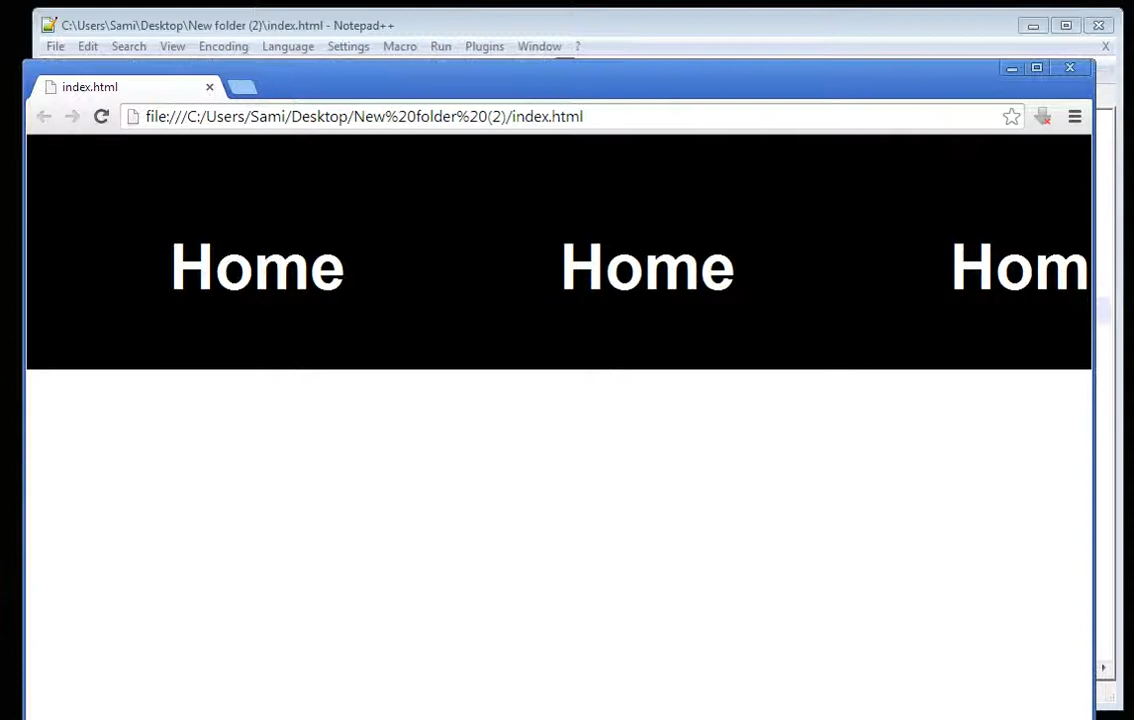 C:\Users\Sami\Desktop\New folder (2)\index.html - Notepad++
File Edit Search View Encoding Language Settings Macro Run Plugins Window ? X
index.html
file:///C:/Users/Sami/Desktop/New%20folder%20(2)/index.html
Home Home Hom